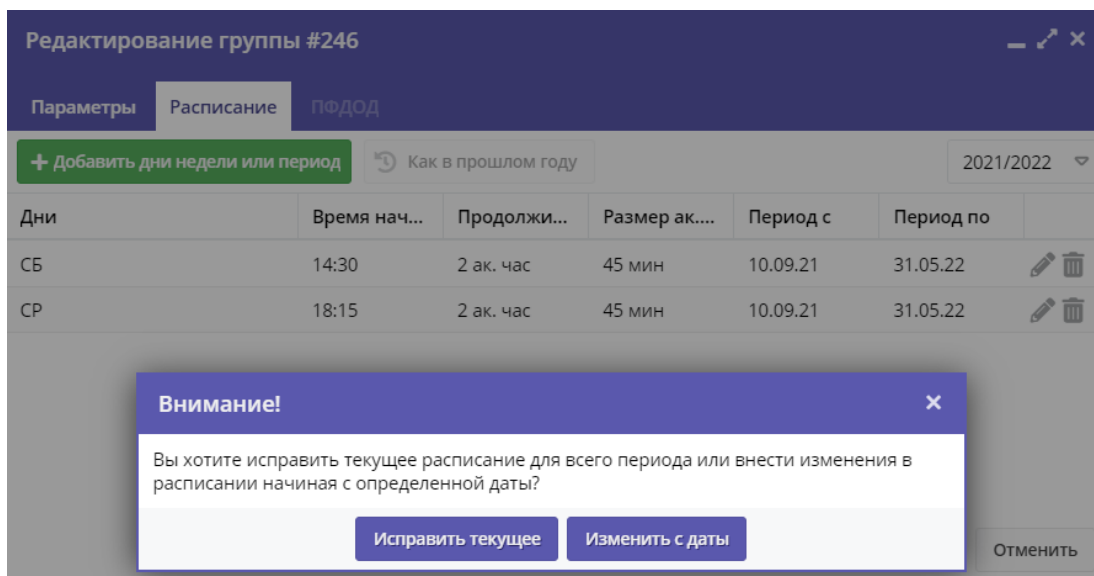 Редактирование группы #246
Параметры Расписание ПФДОД
+ Добавить дни недели или период Как в прошлом году 2021/2022
Дни Время нач... Продолжи... Размер ак.... Период с Период по
СБ 14:30 2 ак. час 45 мин 10.09.21 31.05.22
СР 18:15 2 ак. час 45 мин 10.09.21 31.05.22
Внимание!
Вы хотите исправить текущее расписание для всего периода или внести изменения в
расписании начиная с определенной даты?
Исправить текущее Изменить с даты
Отменить